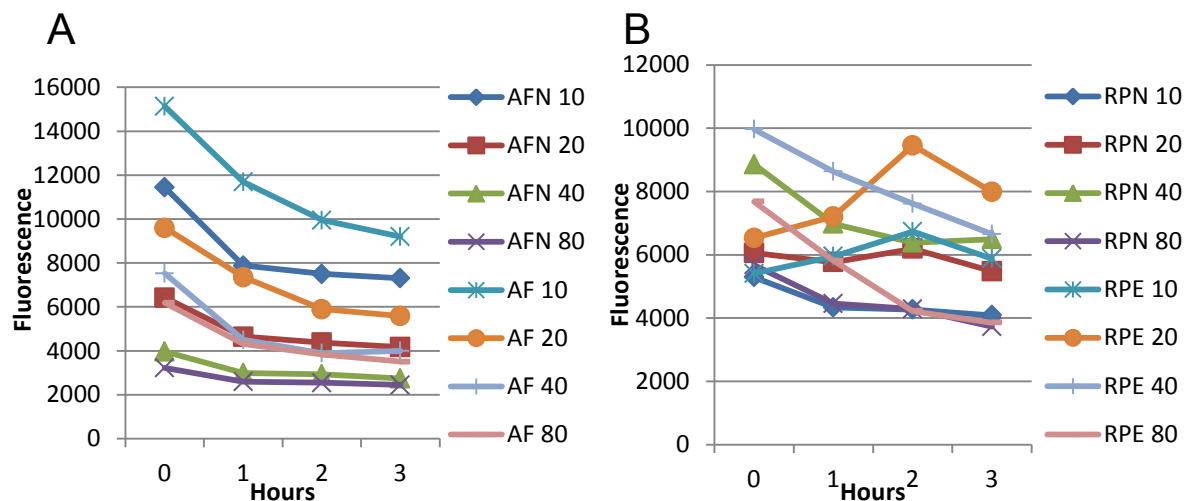 A
Fluorescence
16000
14000
12000
10000
8000
6000
4000
2000
0
0 1 2 3
Hours
AFN 10
AFN 20
AFN 40
AFN 80
AF 10
AF 20
AF 40
AF 80
B
Fluorescence
12000
10000
8000
6000
4000
2000
0
0 1 2 3
Hours
RPN 10
RPN 20
RPN 40
RPN 80
RPE 10
RPE 20
RPE 40
RPE 80